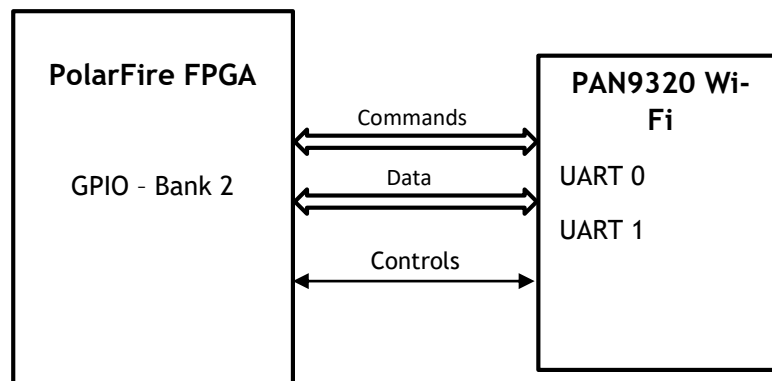 PolarFire FPGA
GPIO – Bank 2
Commands
Data
Controls
PAN9320 Wi-
Fi
UART 0
UART 1